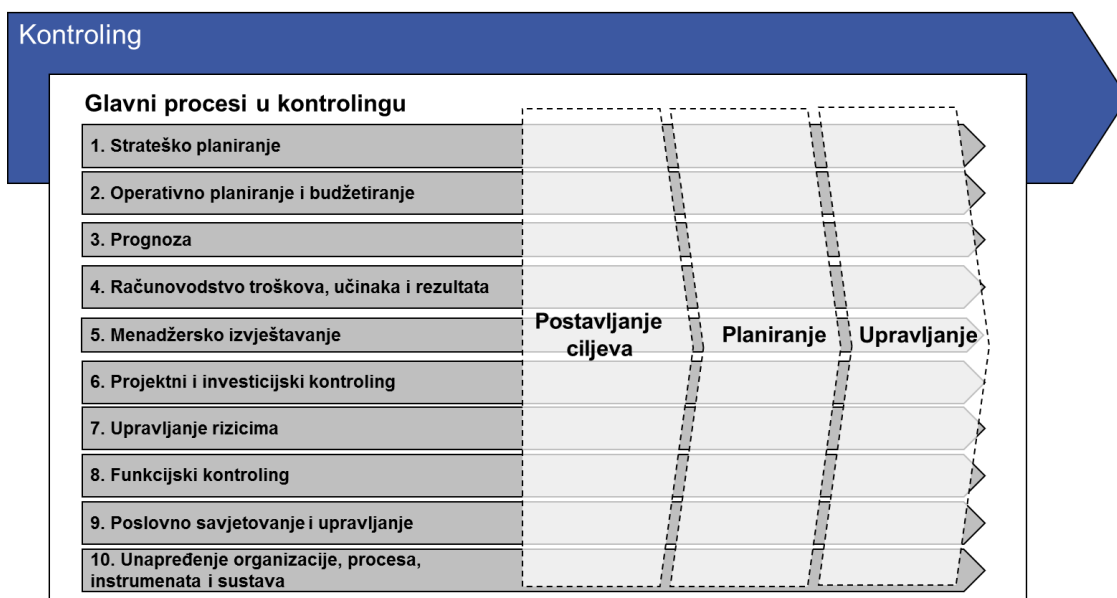 Kontroling
Glavni procesi u kontrolingu
1. Strateško planiranje
2. Operativno planiranje i budžetiranje
3. Prognoza
4. Računovodstvo troškova, učinaka i rezultata
5. Menadžersko izvještavanje
6. Projektni i investicijski kontroling
7. Upravljanje rizicima
8. Funkcijski kontroling
9. Poslovno savjetovanje i upravljanje
10. Unapređenje organizacije, procesa,
instrumenata i sustava
Postavljanje
ciljeva
Planiranje
Upravljanje